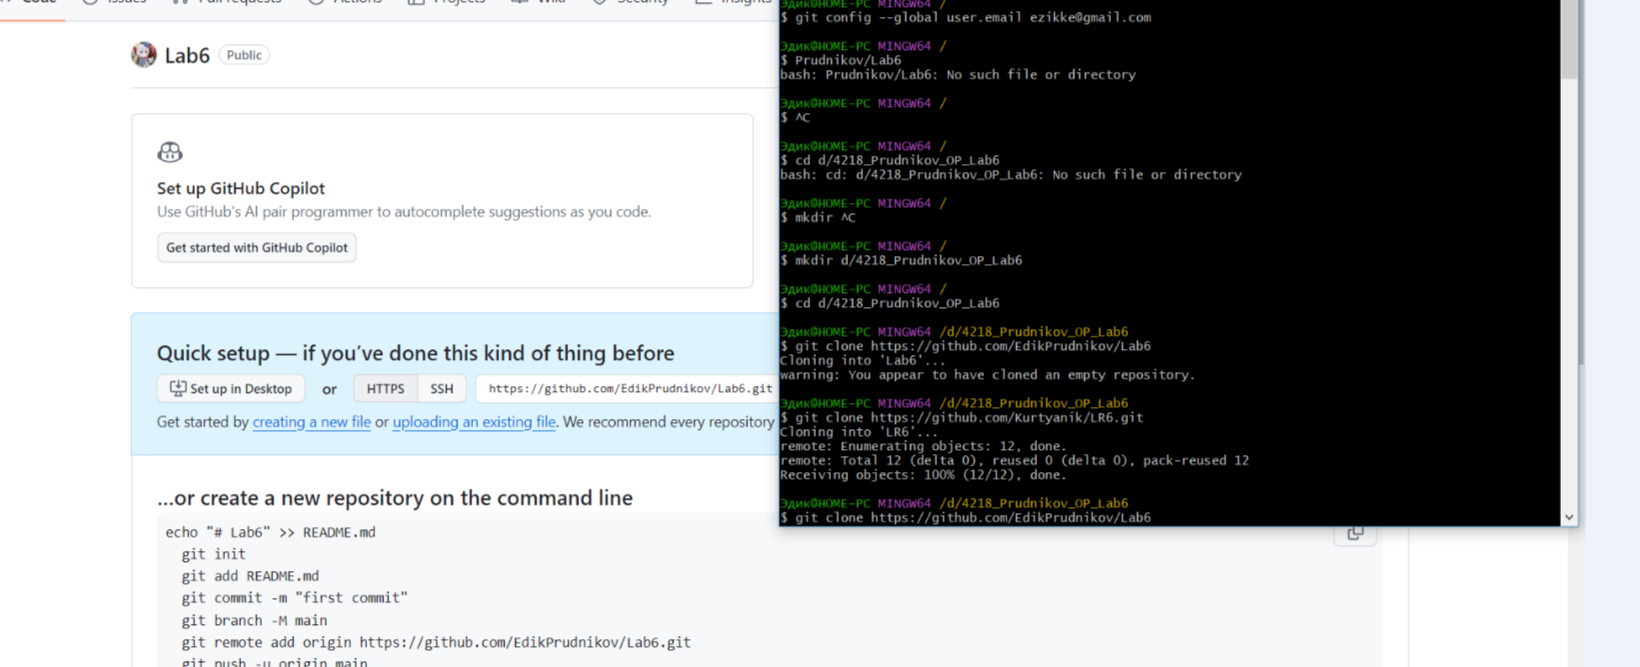 Code
Issues
Pull requests
Actions
Projects
Wiki
Security
Insights
Lab6 Public
Set up GitHub Copilot
Use GitHub's AI pair programmer to autocomplete suggestions as you code.
Get started with GitHub Copilot
Quick setup — if you've done this kind of thing before
Set up in Desktop or HTTPS SSH https://github.com/EdikPrudnikov/Lab6.git
Get started by creating a new file or uploading an existing file. We recommend every repository
...or create a new repository on the command line
echo "# Lab6" >> README.md
git init
git add README.md
git commit -m "first commit"
git branch -M main
git remote add origin https://github.com/EdikPrudnikov/Lab6.git
git push -u origin main
Эдик@HOME-PC MINGW64 /
$ git config --global user.email ezikke@gmail.com
Эдик@HOME-PC MINGW64 /
$ Prudnikov/Lab6
bash: Prudnikov/Lab6: No such file or directory
Эдик@HOME-PC MINGW64 /
$ ^C
Эдик@HOME-PC MINGW64 /
$ cd d/4218_Prudnikov_OP_Lab6
bash: cd: d/4218_Prudnikov_OP_Lab6: No such file or directory
Эдик@HOME-PC MINGW64 /
$ mkdir ^C
Эдик@HOME-PC MINGW64 /
$ mkdir d/4218_Prudnikov_OP_Lab6
Эдик@HOME-PC MINGW64 /
$ cd d/4218_Prudnikov_OP_Lab6
Эдик@HOME-PC MINGW64 /d/4218_Prudnikov_OP_Lab6
$ git clone https://github.com/EdikPrudnikov/Lab6
Cloning into 'Lab6'...
warning: You appear to have cloned an empty repository.
Эдик@HOME-PC MINGW64 /d/4218_Prudnikov_OP_Lab6
$ git clone https://github.com/Kurtyanik/LR6.git
Cloning into 'LR6'...
remote: Enumerating objects: 12, done.
remote: Total 12 (delta 0), reused 0 (delta 0), pack-reused 12
Receiving objects: 100% (12/12), done.
Эдик@HOME-PC MINGW64 /d/4218_Prudnikov_OP_Lab6
$ git clone https://github.com/EdikPrudnikov/Lab6